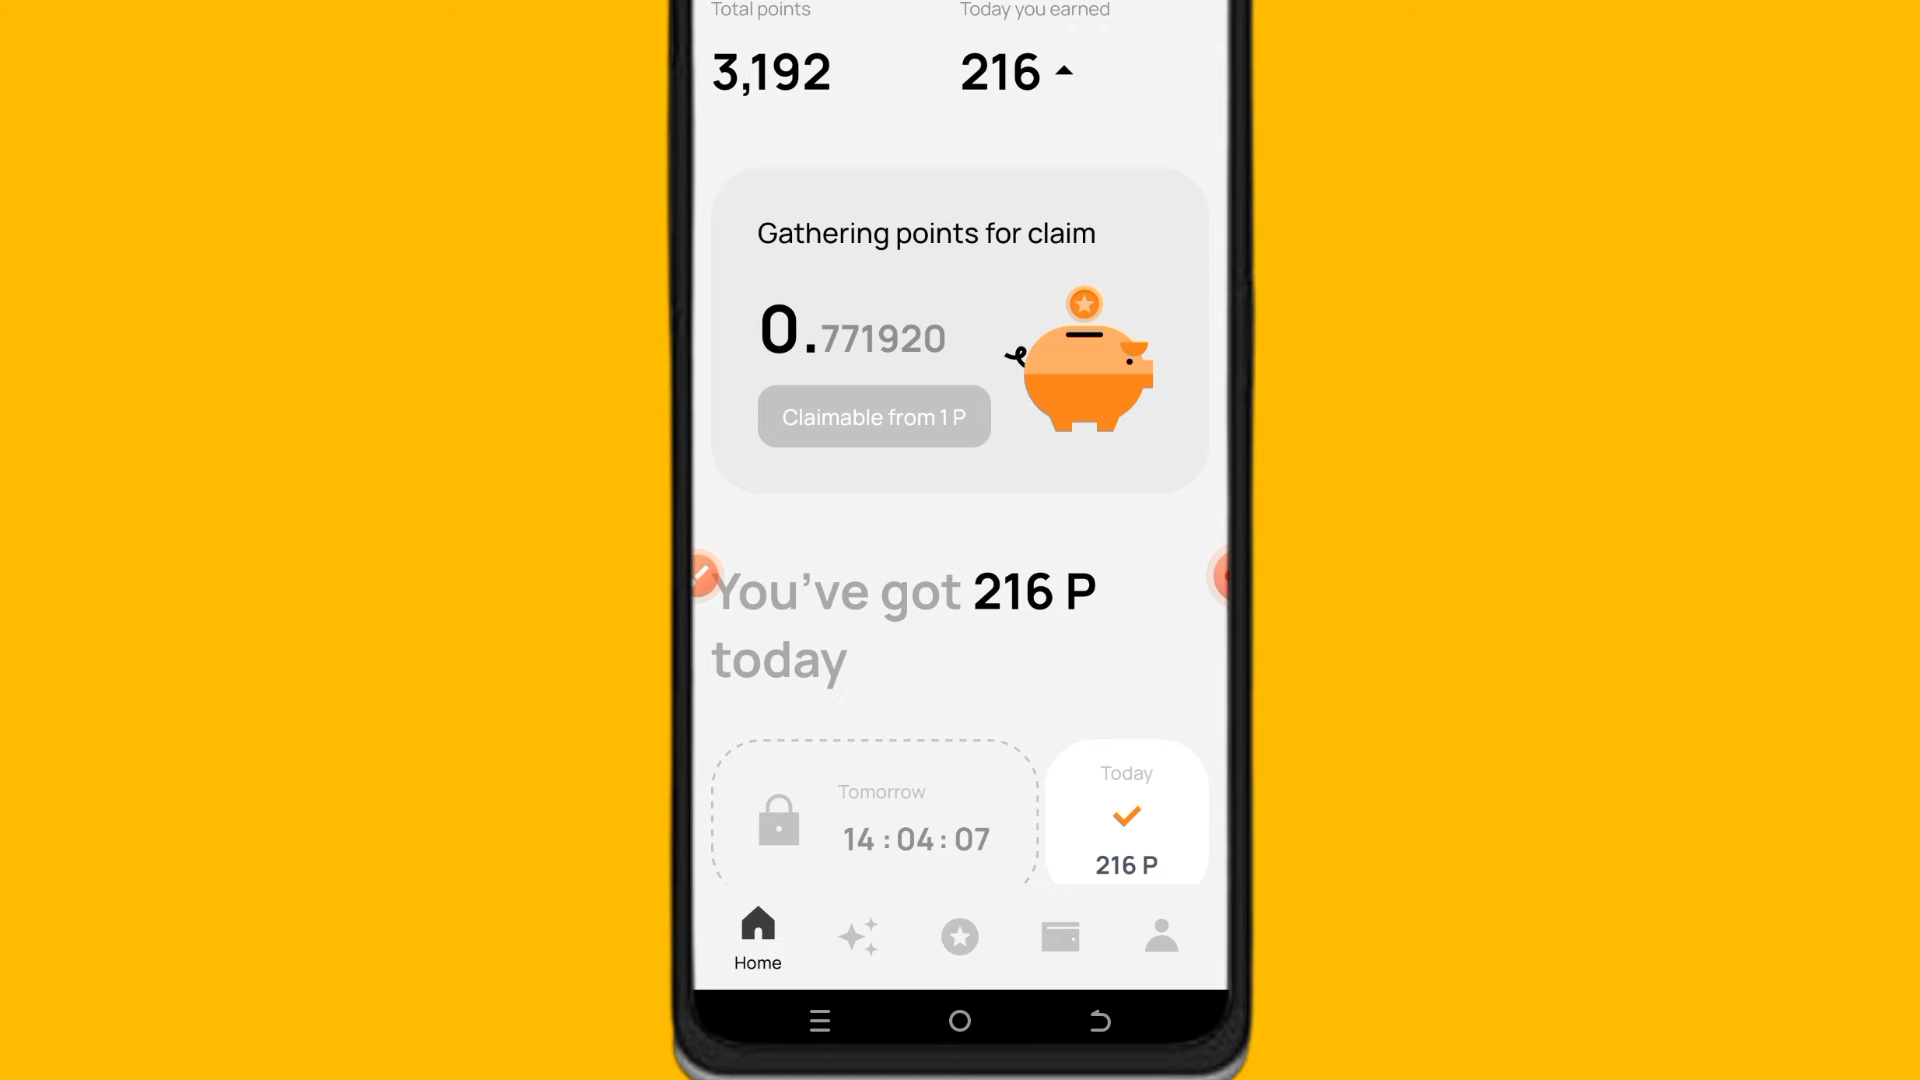 Total points
Today you earned
3,192
216
Gathering points for claim
0.771920
Claimable from 1 P
You've got 216 P
today
Tomorrow
14 : 04 : 07
Today
216 P
Home